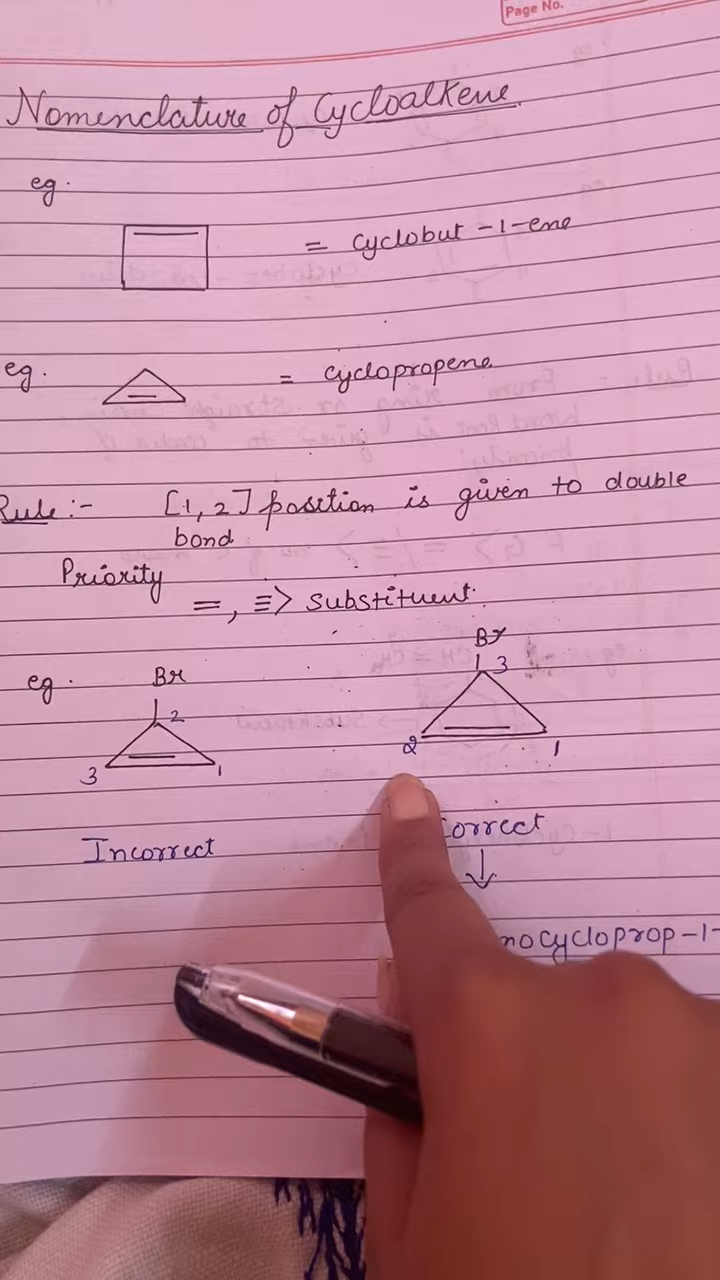 Page No.
Nomenclature of Cycloalkene
eg.
= Cyclobut-1-ene
eg.
= cyclopropene
Rule:- [1, 2] position is given to double
bond
Priority
=, ≡> substituent.
eg.
Br
2
3
1
Br
3
2
1
Incorrect
orrect
↓
nocycloprop-1-